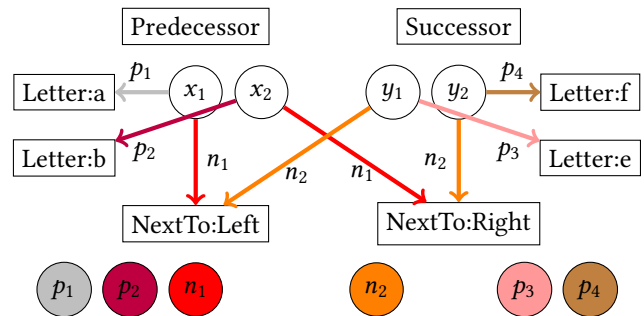 Predecessor Successor
p₁ p₄
Letter:a x₁ x₂ y₁ y₂ Letter:f
Letter:b p₂ n₁ n₂ n₁ n₂ p₃ Letter:e
NextTo:Left NextTo:Right
p₁ p₂ n₁ n₂ p₃ p₄